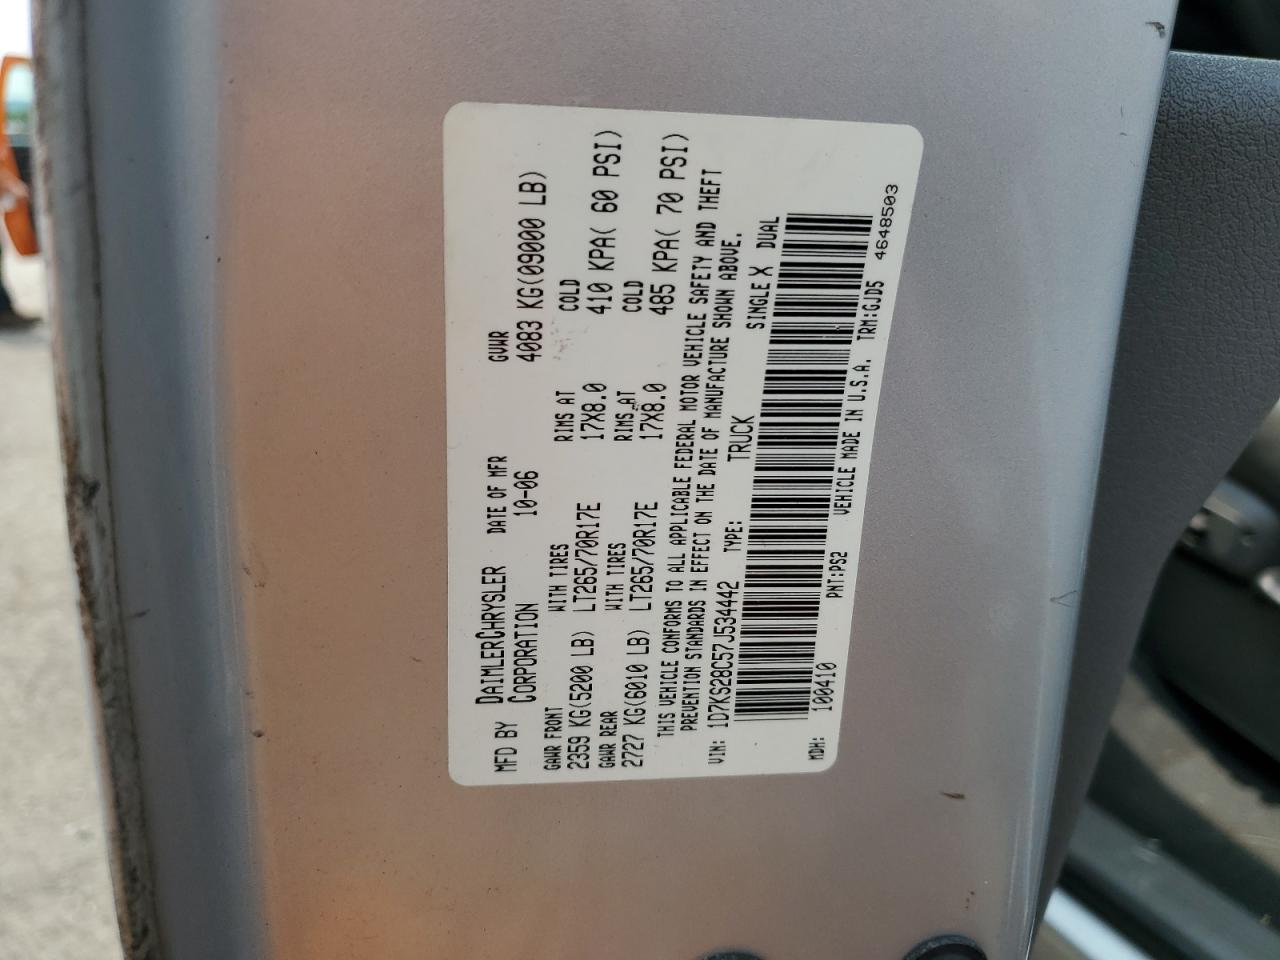 MFD BY DAIMLERCHRYSLER CORPORATION DATE OF MFR 10-06 GVWR 4083 KG(09000 LB)
GAWR FRONT WITH TIRES RIMS AT COLD
2359 KG(5200 LB) LT265/70R17E 17X8.0 410 KPA( 60 PSI)
GAWR REAR WITH TIRES RIMS AT COLD
2727 KG(6010 LB) LT265/70R17E 17X8.0 485 KPA( 70 PSI)
THIS VEHICLE CONFORMS TO ALL APPLICABLE FEDERAL MOTOR VEHICLE SAFETY AND THEFT
PREVENTION STANDARDS IN EFFECT ON THE DATE OF MANUFACTURE SHOWN ABOVE.
VIN: 1D7KS28C57J534442 TYPE: TRUCK SINGLE X DUAL
MDH: 100410 PNT:PS2 VEHICLE MADE IN U.S.A. TRM:GJD5
4648503